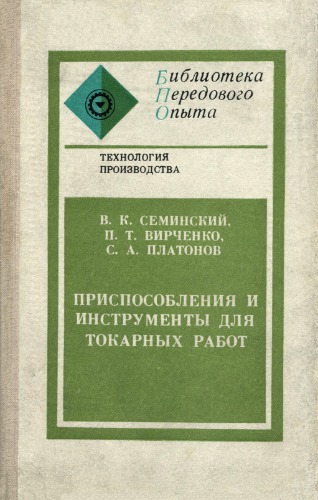 Библиотека
Передового
Опыта
ТЕХНОЛОГИЯ
ПРОИЗВОДСТВА
В. К. СЕМИНСКИЙ,
П. Т. ВИРЧЕНКО,
С. А. ПЛАТОНОВ
ПРИСПОСОБЛЕНИЯ И
ИНСТРУМЕНТЫ ДЛЯ
ТОКАРНЫХ РАБОТ